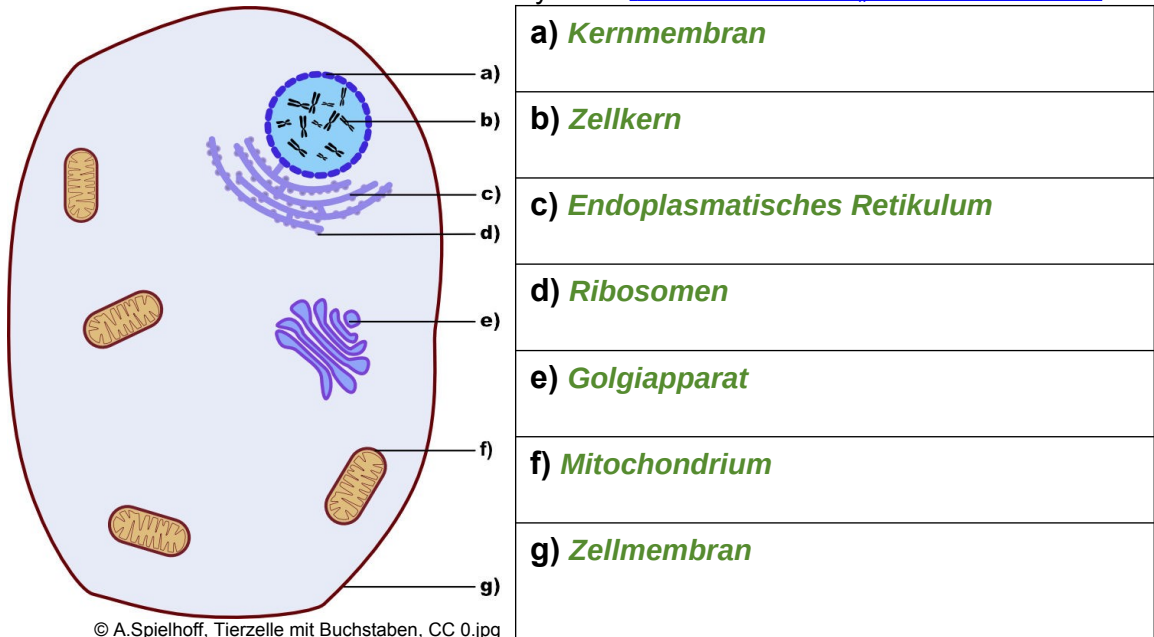 a)
b)
c)
d)
e)
f)
g)
© A.Spielhoff, Tierzelle mit Buchstaben, CC 0.jpg
a) Kernmembran
b) Zellkern
c) Endoplasmatisches Retikulum
d) Ribosomen
e) Golgiapparat
f) Mitochondrium
g) Zellmembran